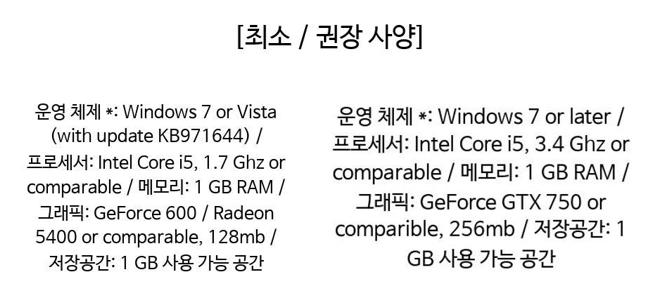 [최소 / 권장 사양]
운영 체제 *: Windows 7 or Vista
(with update KB971644) /
프로세서: Intel Core i5, 1.7 Ghz or
comparable / 메모리: 1 GB RAM /
그래픽: GeForce 600 / Radeon
5400 or comparable, 128mb /
저장공간: 1 GB 사용 가능 공간
운영 체제 *: Windows 7 or later /
프로세서: Intel Core i5, 3.4 Ghz or
comparable / 메모리: 1 GB RAM /
그래픽: GeForce GTX 750 or
comparible, 256mb / 저장공간: 1
GB 사용 가능 공간